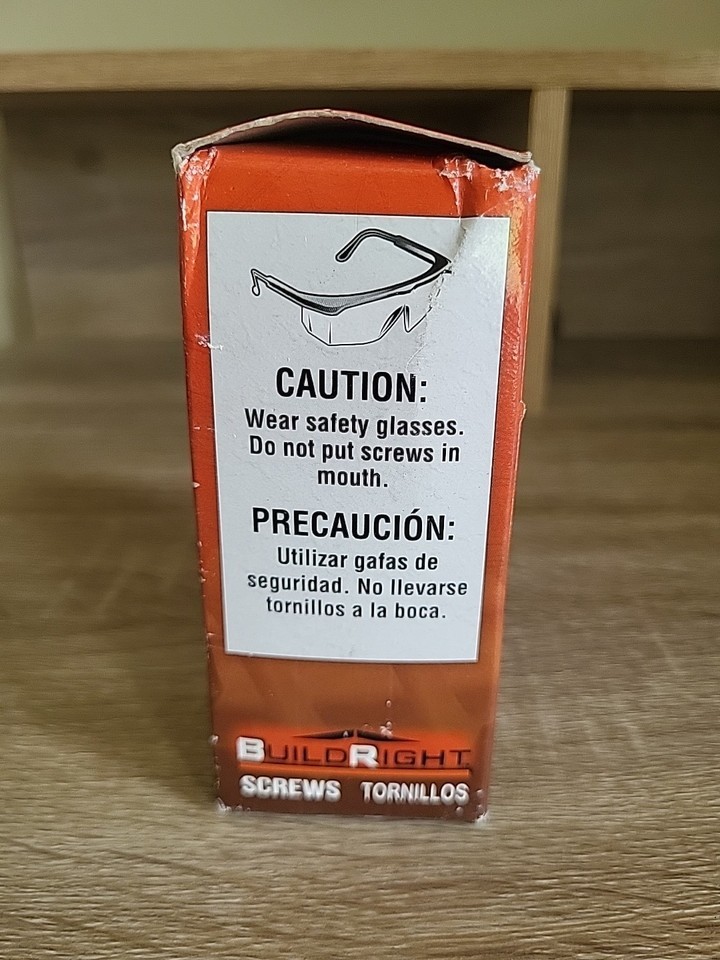 CAUTION:
Wear safety glasses.
Do not put screws in
mouth.
PRECAUCIÓN:
Utilizar gafas de
seguridad. No llevarse
tornillos a la boca.
BUILDRIGHT
SCREWS TORNILLOS